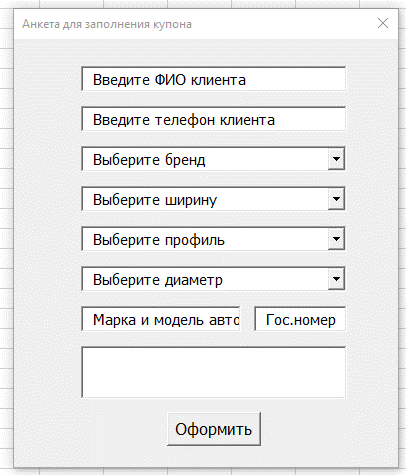 Анкета для заполнения купона
Введите ФИО клиента
Введите телефон клиента
Выберите бренд
Выберите ширину
Выберите профиль
Выберите диаметр
Марка и модель авто Гос.номер
Оформить